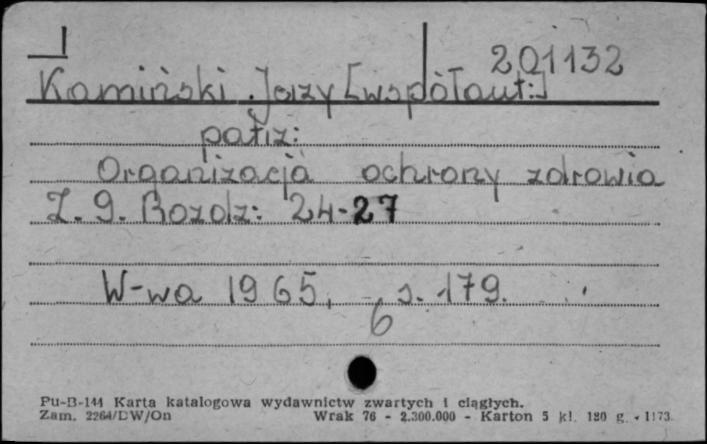 201132
Kamiński Jerzy [współaut.]
patrz:
Organizacja ochrony zdrowia
Z. 9. Rozdz: 24-27
W-wa 1965, s. 179.
6
Pu-B-144 Karta katalogowa wydawnictw zwartych i ciągłych.
Zam. 2264/DW/On Wrak 76 - 2.300.000 - Karton 5 kl. 180 g. - 1173.